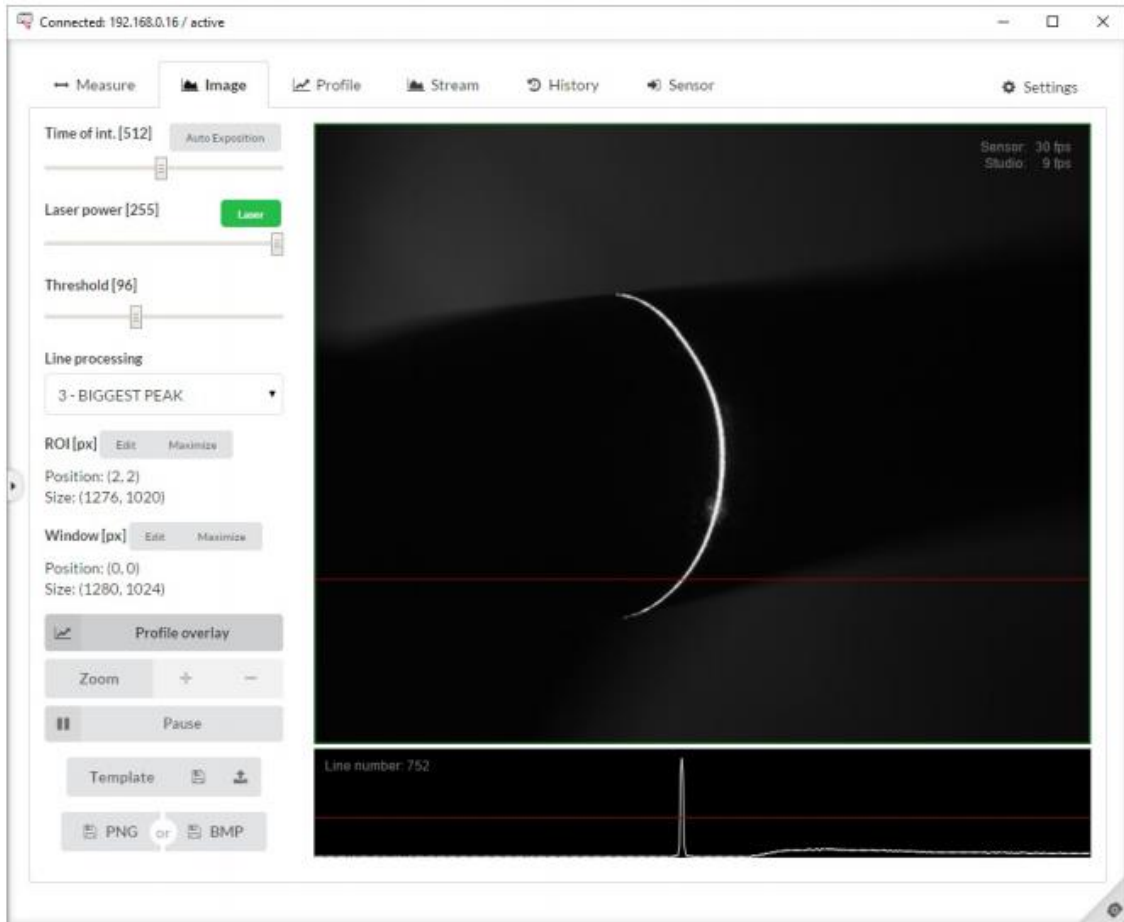 Connected: 192.168.0.16 / active
Measure Image Profile Stream History Sensor Settings
Time of int. [512] Auto Exposition
Laser power [255] Laser
Threshold [96]
Line processing
3 - BIGGEST PEAK
ROI [px] Edit Maximize
Position: (2, 2)
Size: (1276, 1020)
Window [px] Edit Maximize
Position: (0, 0)
Size: (1280, 1024)
Profile overlay
Zoom + −
Pause
Template
PNG or BMP
Sensor: 30 fps
Studio: 9 fps
Line number: 752